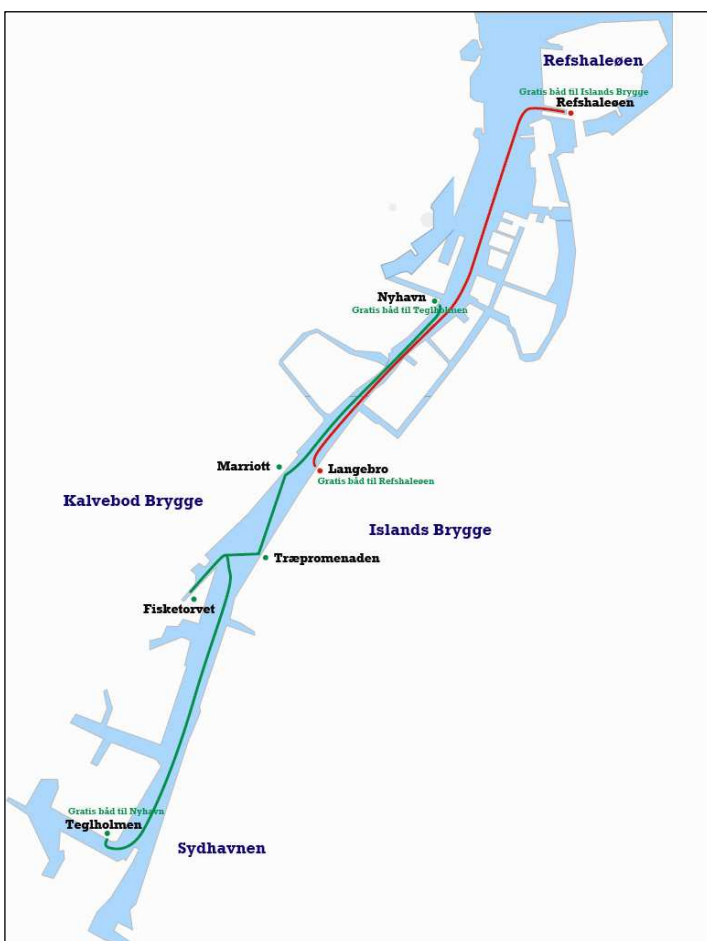 Refshaleøen
Gratis båd til Islands Brygge
Refshaleøen
Nyhavn
Gratis båd til Teglholmen
Marriott
Langebro
Gratis båd til Refshaleøen
Kalvebod Brygge
Islands Brygge
Træpromenaden
Fisketorvet
Gratis båd til Nyhavn
Teglholmen
Sydhavnen